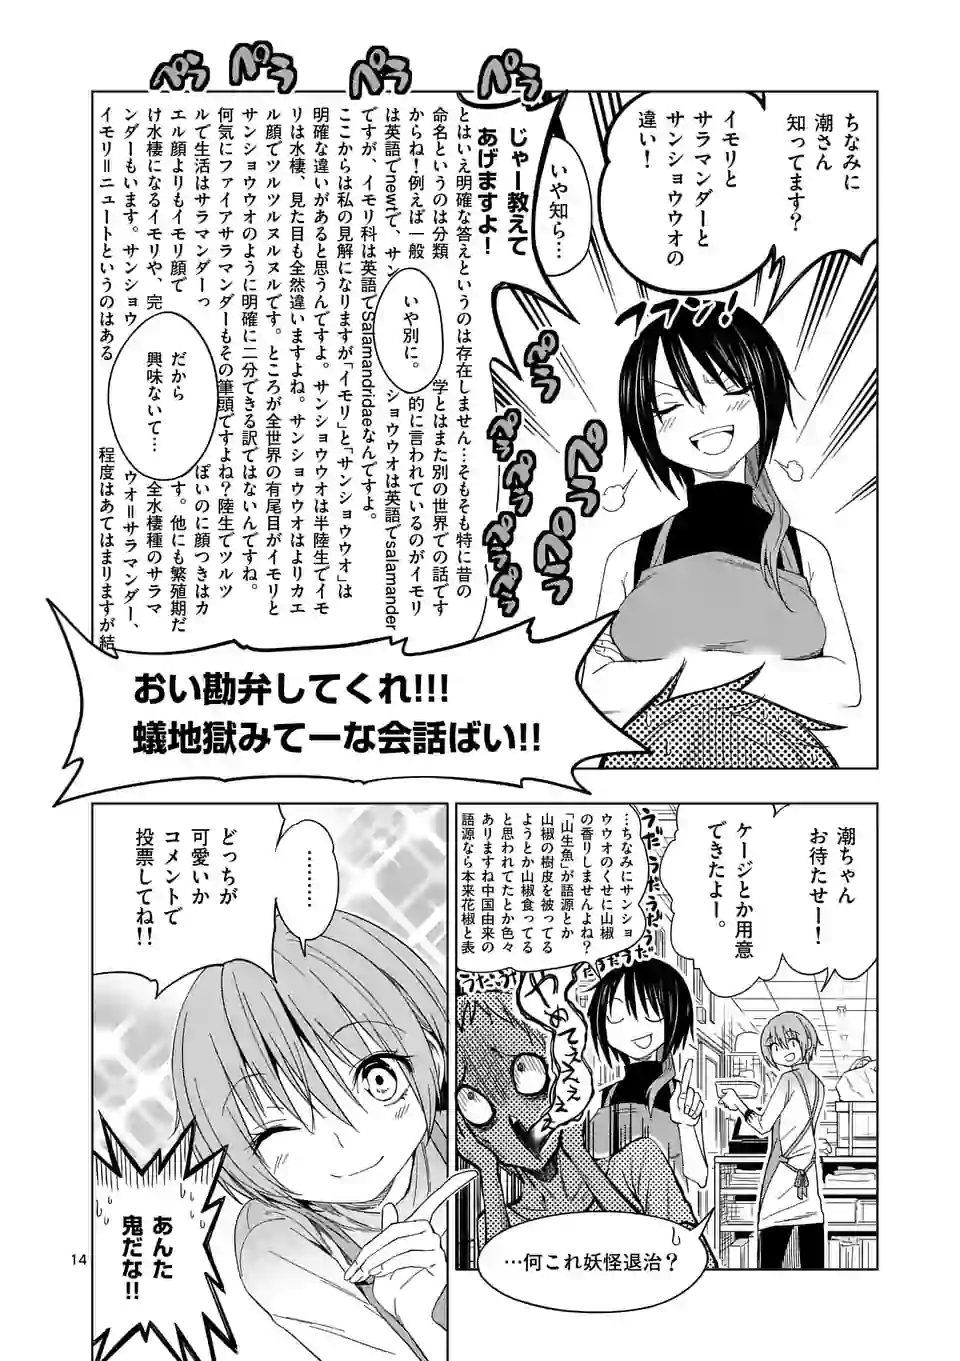 ちなみに
潮さん
知ってます？
イモリと
サラマンダーと
サンショウウオの
違い！
フンッ！
いや知ら…
じゃー教えて
あげますよ！
ペラ
ペラ
ペラ
ペラ
ペラペラ
ペラペラ
ペラペラ
とはいえ明確な答えというのは存在しません…そもそも特に昔の
命名というのは分類学とはまた別の世界での話です
からね！例えば一般的に言われているのがイモリ
は英語でnewtで、サンショウウオは英語でsalamander
ですが、イモリ科は英語でSalamandridaeなんですよ。
ここからは私の見解になりますが「イモリ」と「サンショウウオ」は
明確な違いがあると思うんですよ。サンショウウオは半陸生でイモ
リは水棲、見た目も全然違いますよね。サンショウウオはよりカエ
ル顔でツルツルヌルヌルです。ところが全世界の有尾目がイモリと
サンショウウオのように明確に二分できる訳ではないんですね。
何気にファイアサラマンダーもその筆頭ですよね？陸生でツルツ
ルで生活はサラマンダーっぽいのに顔つきはカ
エル顔よりもイモリ顔です。他にも繁殖期だ
け水棲になるイモリや、完全水棲種のサラマ
ンダーもいます。サンショウウオ＝サラマンダー、
イモリ＝ニュートというのはある程度はあてはまりますが結
いや別に。
だから
興味ないて…
おい勘弁してくれ!!!
蟻地獄みてーな会話ばい!!
潮ちゃん
お待たせー！
ケージとか用意
できたよー。
うだうだうだうだ
…ちなみにサンショ
ウウオのくせに山椒
の香りしませんよね？
「山生魚」が語源とか
山椒の樹皮を被ってる
ようとか山椒食ってる
と思われてたとか色々
ありますね中国由来の
語源なら本来花椒と表
うだうだ
うだうだ
やめてえええ
…何これ妖怪退治？
………
どっちが
可愛いか
コメントで
投票してね!!
あんた
鬼だな!!
14